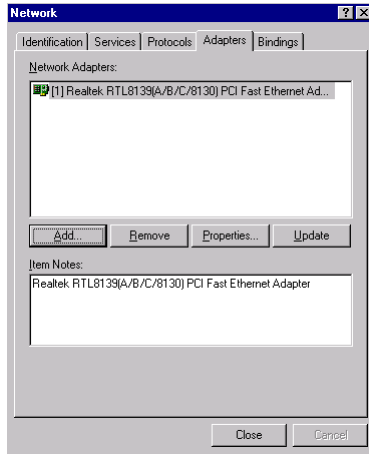 Network
Identification Services Protocols Adapters Bindings
Network Adapters:
[1] Realtek RTL8139(A/B/C/8130) PCI Fast Ethernet Ad...
Add... Remove Properties... Update
Item Notes:
Realtek RTL8139(A/B/C/8130) PCI Fast Ethernet Adapter
Close Cancel